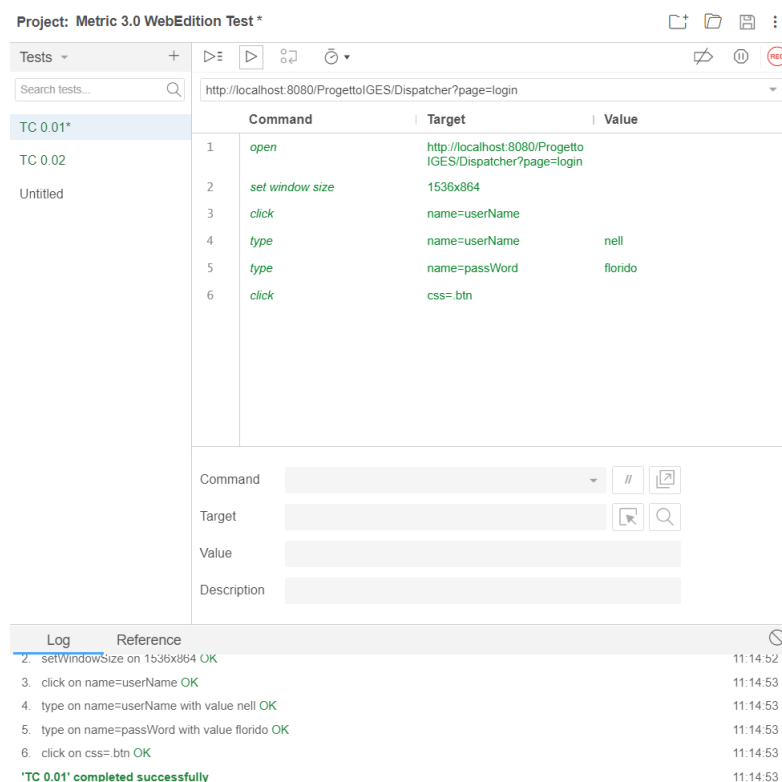 Project: Metric 3.0 WebEdition Test *
Tests
Search tests...
TC 0.01*
TC 0.02
Untitled
REC
http://localhost:8080/ProgettoIGES/Dispatcher?page=login
Command Target Value
1 open http://localhost:8080/Progetto
IGES/Dispatcher?page=login
2 set window size 1536x864
3 click name=userName
4 type name=userName nell
5 type name=passWord florido
6 click css=.btn
Command //
Target
Value
Description
Log Reference
2. setWindowSize on 1536x864 OK 11:14:52
3. click on name=userName OK 11:14:53
4. type on name=userName with value nell OK 11:14:53
5. type on name=passWord with value florido OK 11:14:53
6. click on css=.btn OK 11:14:53
'TC 0.01' completed successfully 11:14:53